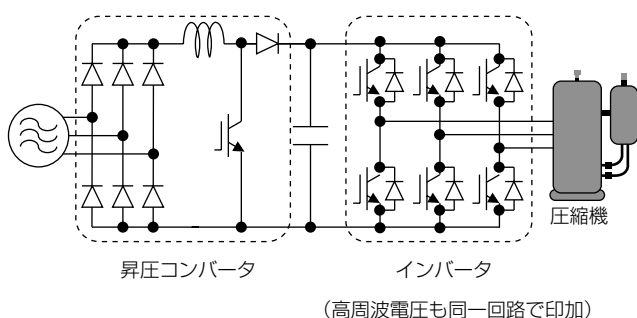 圧縮機
昇圧コンバータ
インバータ
（高周波電圧も同一回路で印加）